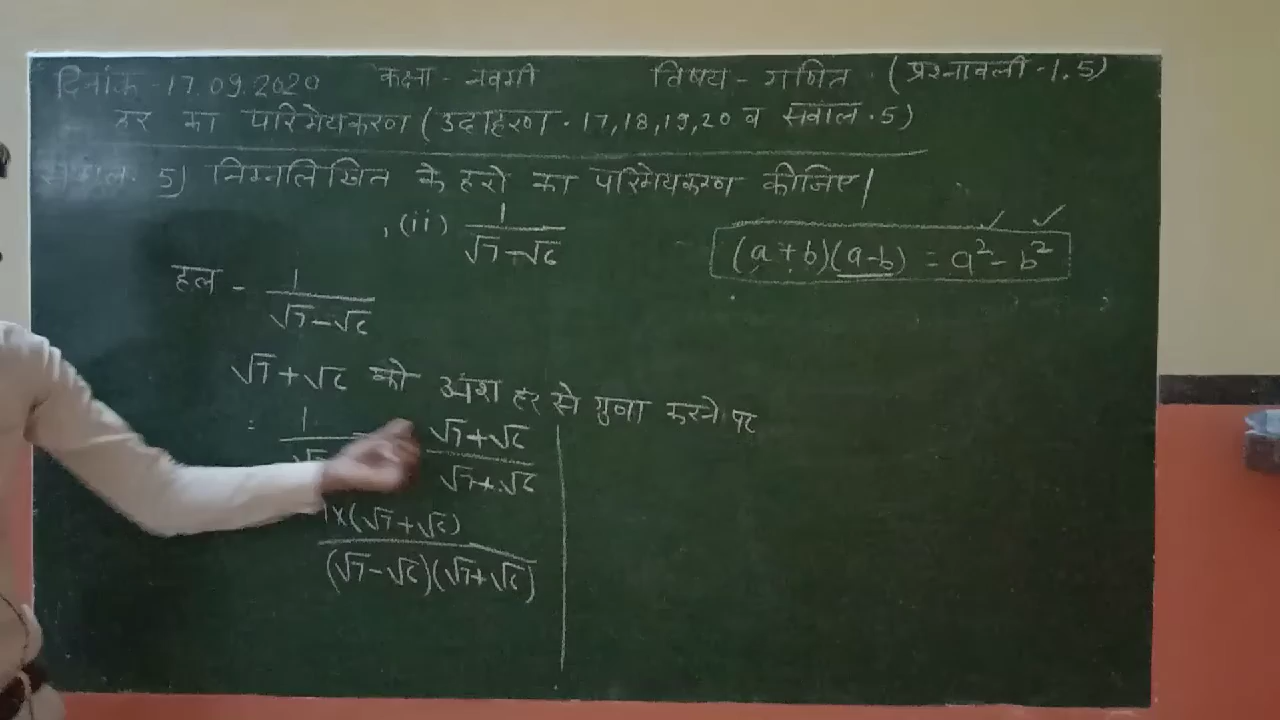 दिनांक - 17.09.2020 कक्षा - नवमी विषय - गणित (प्रश्नावली - 1.5)
हर का परिमेयकरण (उदाहरण - 17,18,19,20 व सवाल - 5)
सवाल - 5) निम्नलिखित के हरो का परिमेयकरण कीजिए।
(ii) 1/(√7-√6)
(a+b)(a-b) = a²-b²
हल - 1/(√7-√6)
√7+√6 को अंश हर से गुना करने पर
= 1/√7 (√7+√6)/(√7+√6)
1×(√7+√6)/(√7-√6)(√7+√6)